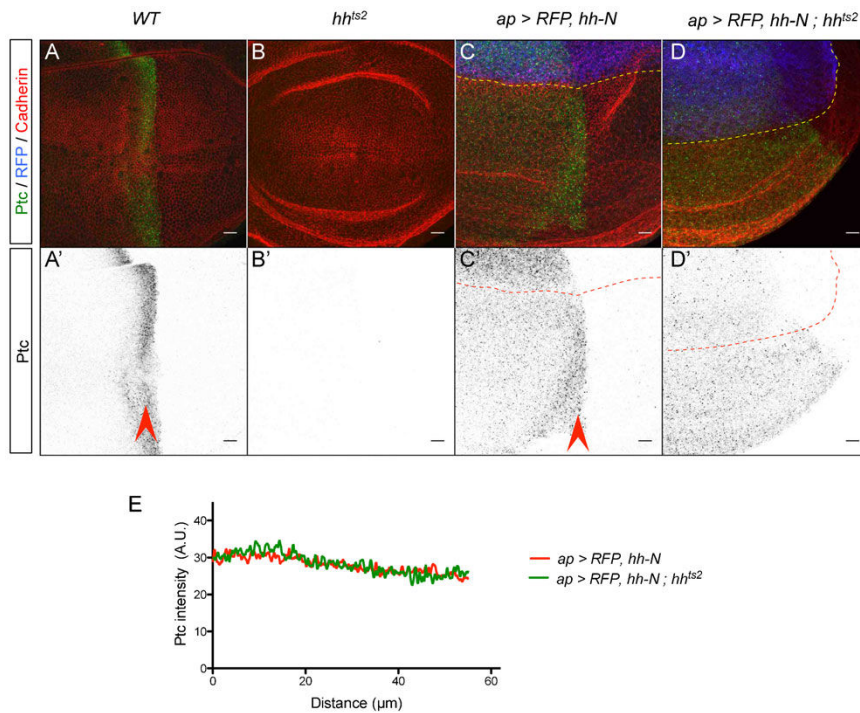 WT
hh^ts2
ap > RFP, hh-N
ap > RFP, hh-N ; hh^ts2
Ptc / RFP / Cadherin
A
B
C
D
Ptc
A'
B'
C'
D'
E
Ptc intensity (A.U.)
40
30
20
10
0
0
20
40
60
Distance (µm)
ap > RFP, hh-N
ap > RFP, hh-N ; hh^ts2